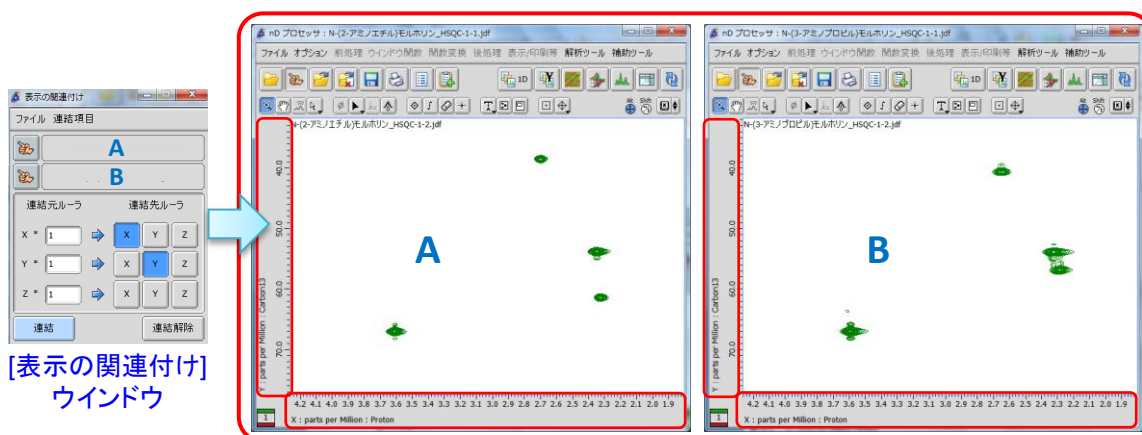 表示の関連付け
ファイル 連結項目
A
B
連結元ルーラ 連結先ルーラ
X * 1 X Y Z
Y * 1 X Y Z
Z * 1 X Y Z
連結 連結解除
[表示の関連付け]
ウインドウ
nD プロセッサ : N-(2-アミノエチル)モルホリン_HSQC-1-1.jdf
ファイル オプション 前処理 ウインドウ関数 関数変換 後処理 表示/印刷等 解析ツール 補助ツール
1D
N-(2-アミノエチル)モルホリン_HSQC-1-2.jdf
40.0
50.0
60.0
70.0
Y : parts per Million : Carbon13
A
4.2 4.1 4.0 3.9 3.8 3.7 3.6 3.5 3.4 3.3 3.2 3.1 3.0 2.9 2.8 2.7 2.6 2.5 2.4 2.3 2.2 2.1 2.0 1.9
1 X : parts per Million : Proton
nD プロセッサ : N-(3-アミノプロピル)モルホリン_HSQC-1-1.jdf
ファイル オプション 前処理 ウインドウ関数 関数変換 後処理 表示/印刷等 解析ツール 補助ツール
1D
N-(3-アミノプロピル)モルホリン_HSQC-1-2.jdf
40.0
50.0
60.0
70.0
Y : parts per Million : Carbon13
B
4.2 4.1 4.0 3.9 3.8 3.7 3.6 3.5 3.4 3.3 3.2 3.1 3.0 2.9 2.8 2.7 2.6 2.5 2.4 2.3 2.2 2.1 2.0 1.9
1 X : parts per Million : Proton